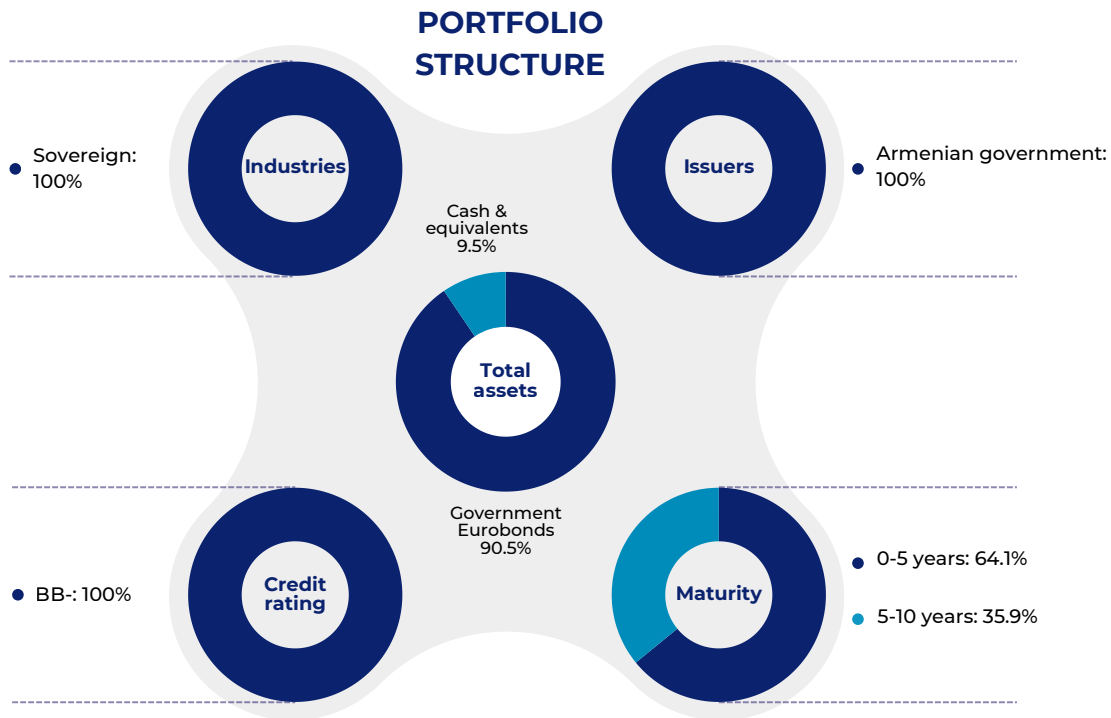 PORTFOLIO
STRUCTURE
Sovereign:
100%
Industries
Issuers
Armenian government:
100%
Cash &
equivalents
9.5%
Total
assets
Government
Eurobonds
90.5%
BB-: 100%
Credit
rating
Maturity
0-5 years: 64.1%
5-10 years: 35.9%